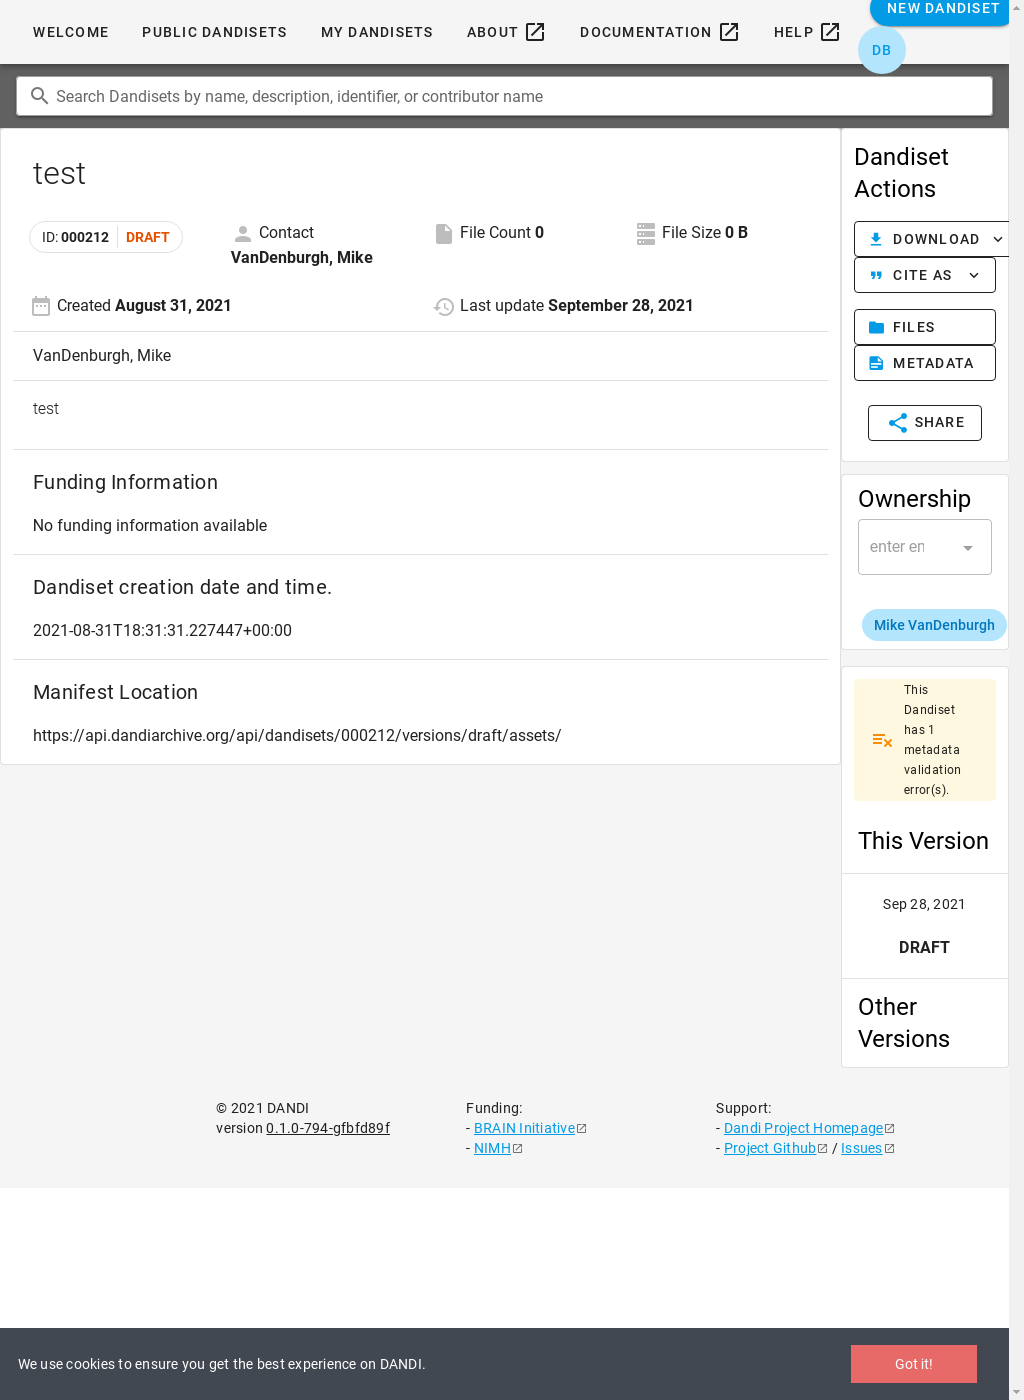 NEW DANDISET
WELCOME PUBLIC DANDISETS MY DANDISETS ABOUT DOCUMENTATION HELP
DB
Search Dandisets by name, description, identifier, or contributor name
test
ID: 000212 DRAFT
Contact
VanDenburgh, Mike
File Count 0
File Size 0 B
Created August 31, 2021
Last update September 28, 2021
VanDenburgh, Mike
test
Funding Information
No funding information available
Dandiset creation date and time.
2021-08-31T18:31:31.227447+00:00
Manifest Location
https://api.dandiarchive.org/api/dandisets/000212/versions/draft/assets/
Dandiset
Actions
DOWNLOAD
CITE AS
FILES
METADATA
SHARE
Ownership
enter en
Mike VanDenburgh
This
Dandiset
has 1
metadata
validation
error(s).
This Version
Sep 28, 2021
DRAFT
Other
Versions
© 2021 DANDI
version 0.1.0-794-gfbfd89f
Funding:
- BRAIN Initiative
- NIMH
Support:
- Dandi Project Homepage
- Project Github / Issues
We use cookies to ensure you get the best experience on DANDI.
Got it!